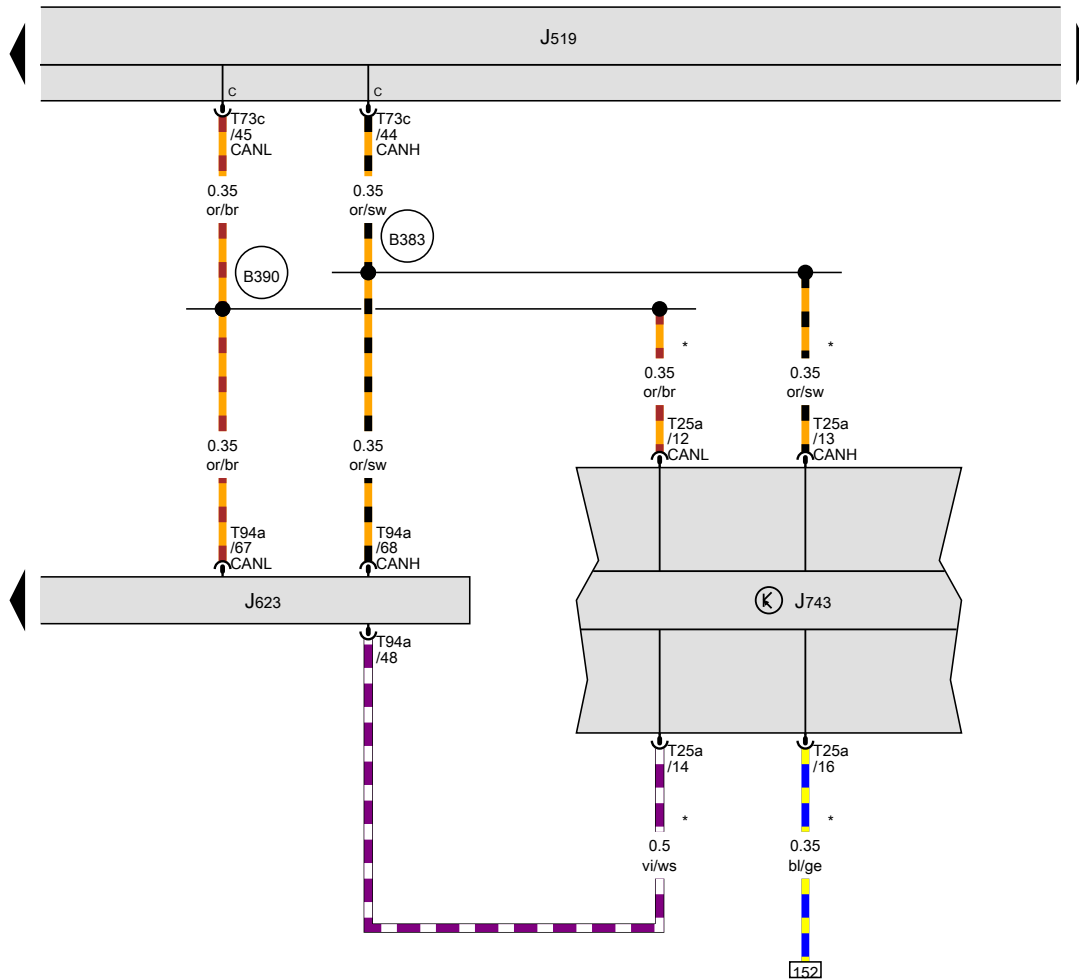 J519
C
C
T73c
/45
CANL
T73c
/44
CANH
0.35
or/br
0.35
or/sw
B383
B390
*
*
0.35
or/br
0.35
or/sw
T25a
/12
CANL
T25a
/13
CANH
0.35
or/br
0.35
or/sw
T94a
/67
CANL
T94a
/68
CANH
J623
J743
T94a
/48
T25a
/14
T25a
/16
*
*
0.5
vi/ws
0.35
bl/ge
152